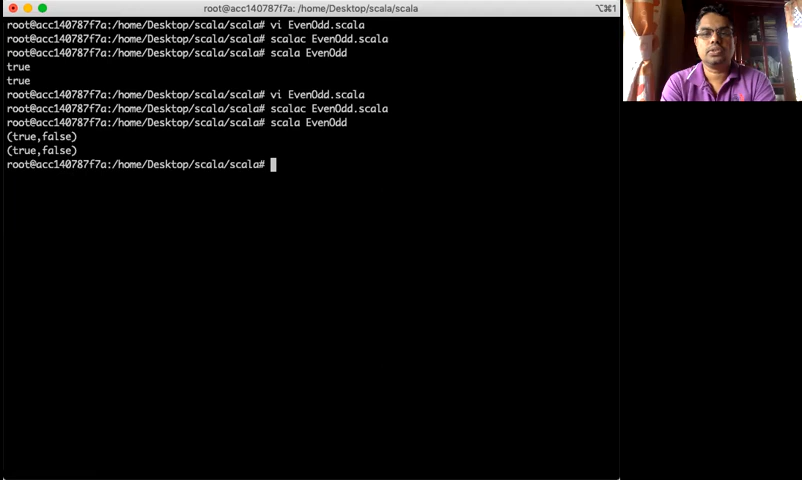 root@acc140787f7a: /home/Desktop/scala/scala
⌥⌘1
root@acc140787f7a:/home/Desktop/scala/scala# vi EvenOdd.scala
root@acc140787f7a:/home/Desktop/scala/scala# scalac EvenOdd.scala
root@acc140787f7a:/home/Desktop/scala/scala# scala EvenOdd
true
true
root@acc140787f7a:/home/Desktop/scala/scala# vi EvenOdd.scala
root@acc140787f7a:/home/Desktop/scala/scala# scalac EvenOdd.scala
root@acc140787f7a:/home/Desktop/scala/scala# scala EvenOdd
(true,false)
(true,false)
root@acc140787f7a:/home/Desktop/scala/scala#